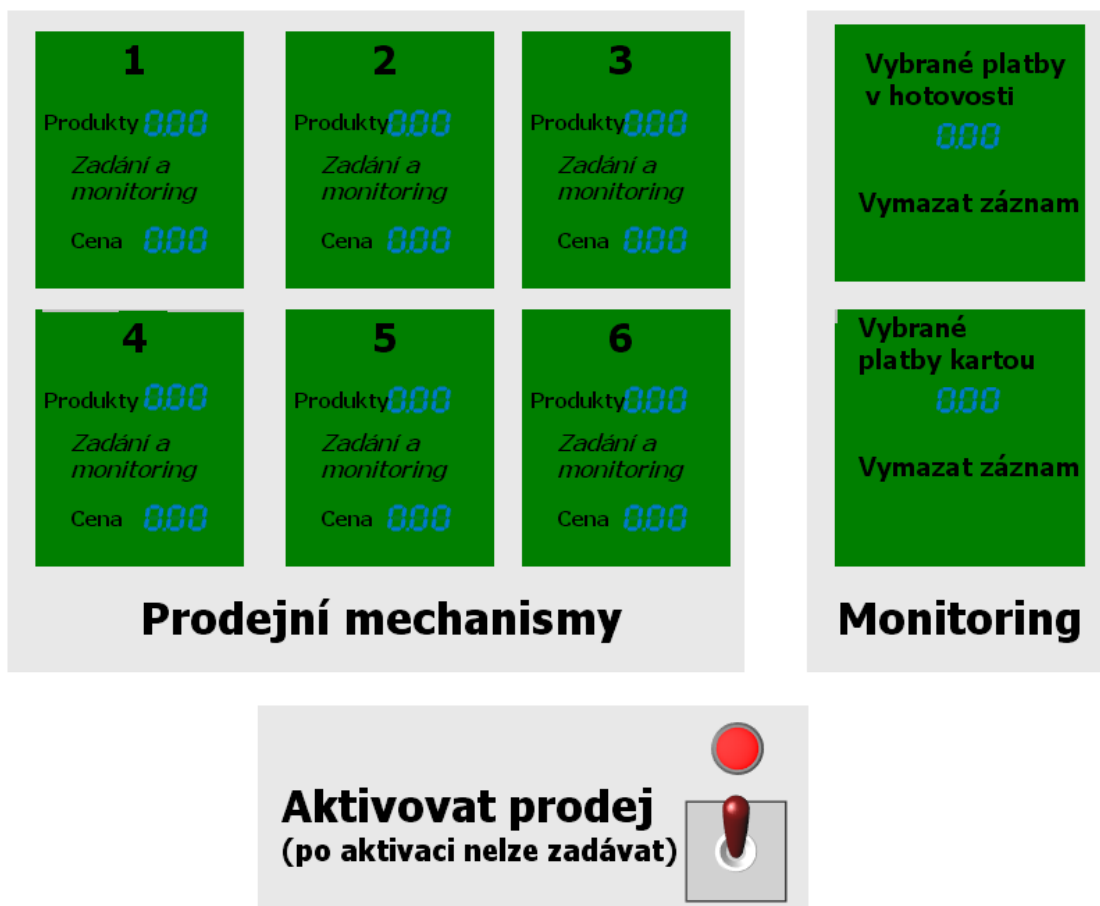 1
Produkty 0.00
Zadání a
monitoring
Cena 0.00
2
Produkty 0.00
Zadání a
monitoring
Cena 0.00
3
Produkty 0.00
Zadání a
monitoring
Cena 0.00
4
Produkty 0.00
Zadání a
monitoring
Cena 0.00
5
Produkty 0.00
Zadání a
monitoring
Cena 0.00
6
Produkty 0.00
Zadání a
monitoring
Cena 0.00
Prodejní mechanismy
Vybrané platby
v hotovosti
0.00
Vymazat záznam
Vybrané
platby kartou
0.00
Vymazat záznam
Monitoring
Aktivovat prodej
(po aktivaci nelze zadávat)